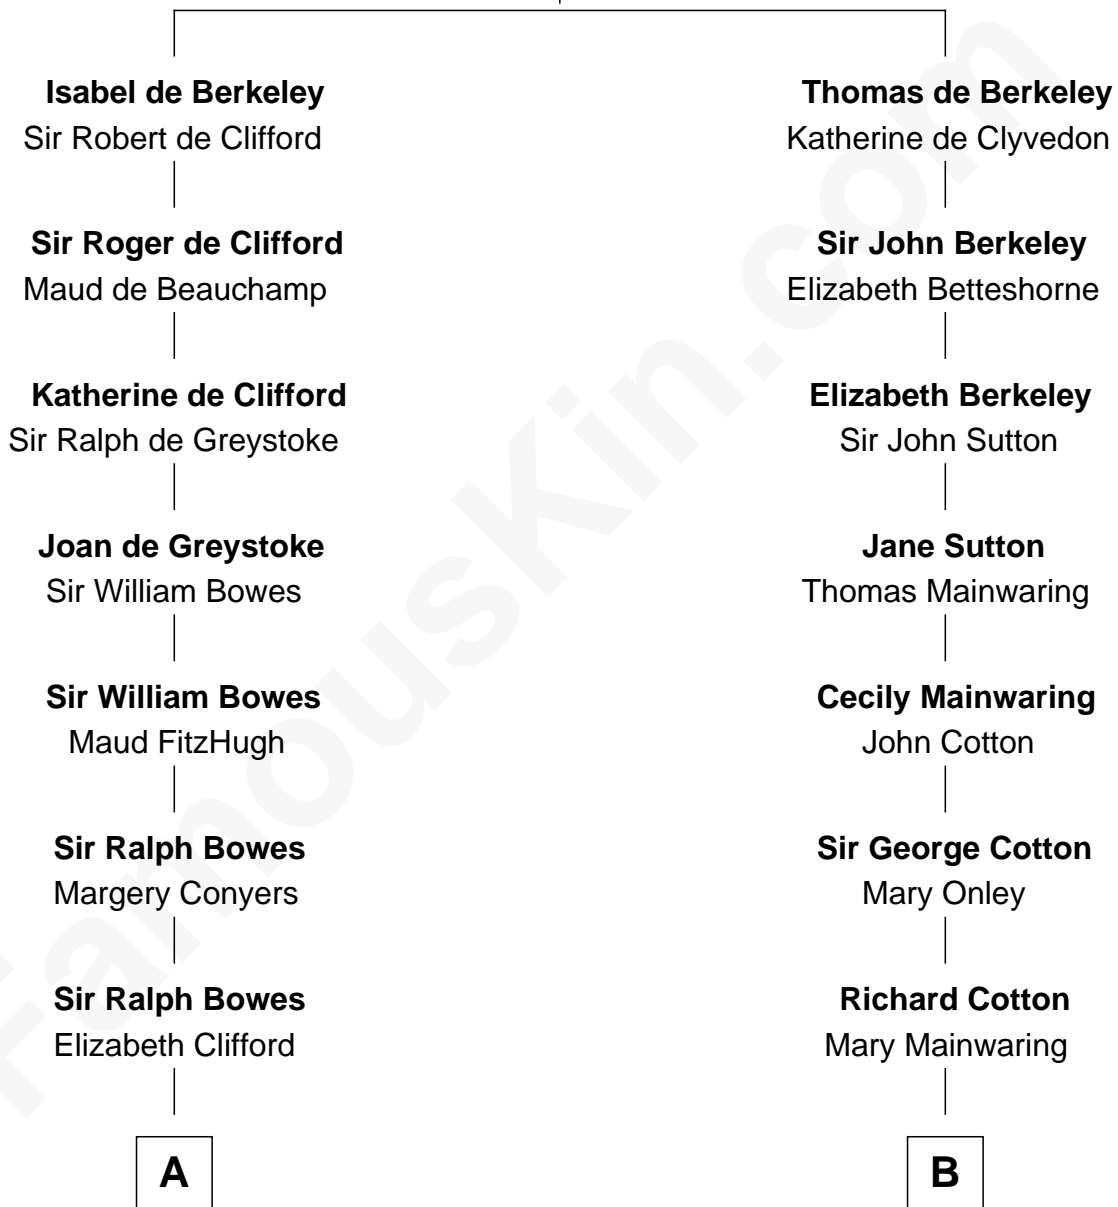 Isabel de Berkeley
Sir Robert de Clifford
Sir Roger de Clifford
Maud de Beauchamp
Katherine de Clifford
Sir Ralph de Greystoke
Joan de Greystoke
Sir William Bowes
Sir William Bowes
Maud FitzHugh
Sir Ralph Bowes
Margery Conyers
Sir Ralph Bowes
Elizabeth Clifford
A
Thomas de Berkeley
Katherine de Clyvedon
Sir John Berkeley
Elizabeth Betteshorne
Elizabeth Berkeley
Sir John Sutton
Jane Sutton
Thomas Mainwaring
Cecily Mainwaring
John Cotton
Sir George Cotton
Mary Onley
Richard Cotton
Mary Mainwaring
B
FamousKin.com